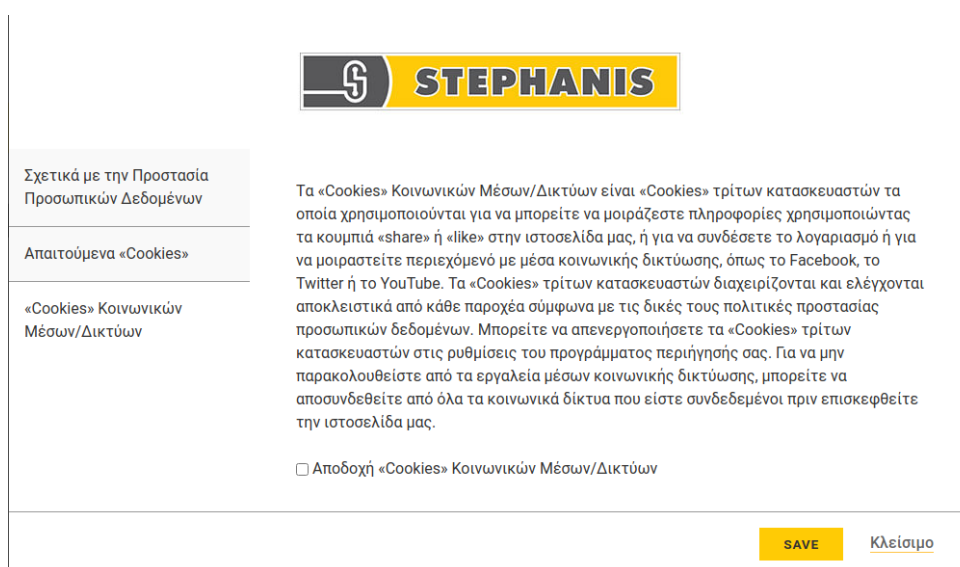 STEPHANIS
Σχετικά με την Προστασία
Προσωπικών Δεδομένων
Απαιτούμενα «Cookies»
«Cookies» Κοινωνικών
Μέσων/Δικτύων
Τα «Cookies» Κοινωνικών Μέσων/Δικτύων είναι «Cookies» τρίτων κατασκευαστών τα
οποία χρησιμοποιούνται για να μπορείτε να μοιράζεστε πληροφορίες χρησιμοποιώντας
τα κουμπιά «share» ή «like» στην ιστοσελίδα μας, ή για να συνδέσετε το λογαριασμό ή για
να μοιραστείτε περιεχόμενό με μέσα κοινωνικής δικτύωσης, όπως το Facebook, το
Twitter ή το YouTube. Τα «Cookies» τρίτων κατασκευαστών διαχειρίζονται και ελέγχονται
αποκλειστικά από κάθε παροχέα σύμφωνα με τις δικές τους πολιτικές προστασίας
προσωπικών δεδομένων. Μπορείτε να απενεργοποιήσετε τα «Cookies» τρίτων
κατασκευαστών στις ρυθμίσεις του προγράμματος περιήγησής σας. Για να μην
παρακολουθείστε από τα εργαλεία μέσων κοινωνικής δικτύωσης, μπορείτε να
αποσυνδεθείτε από όλα τα κοινωνικά δίκτυα που είστε συνδεδεμένοι πριν επισκεφθείτε
την ιστοσελίδα μας.
Αποδοχή «Cookies» Κοινωνικών Μέσων/Δικτύων
SAVE
Κλείσιμο